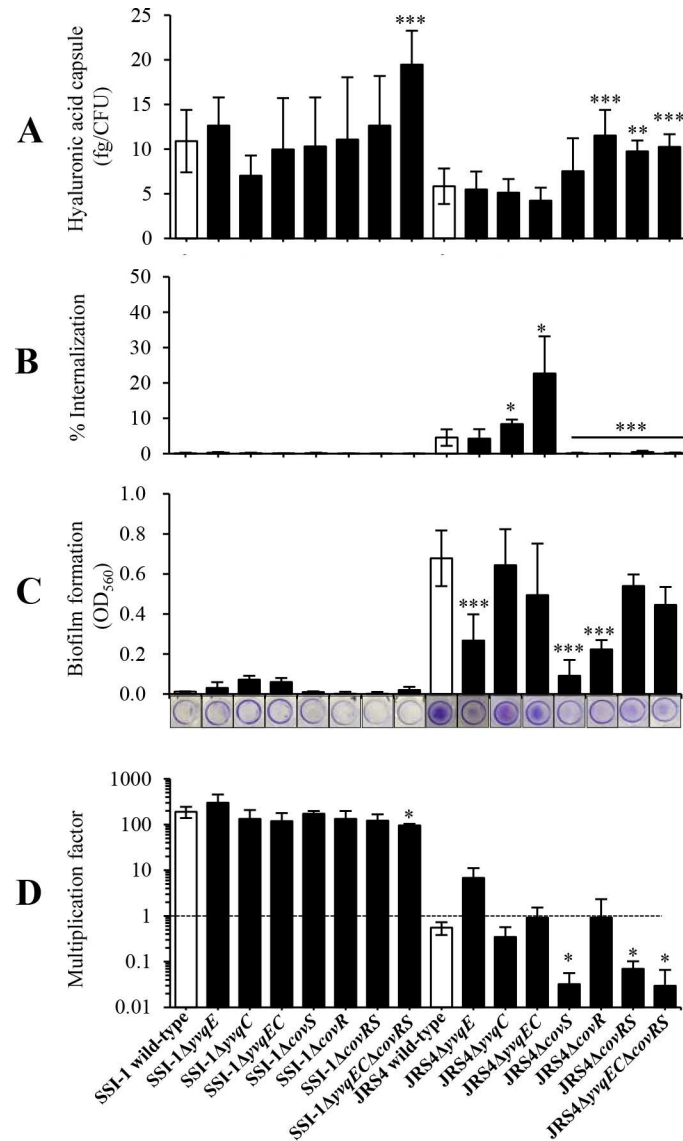 A
Hyaluronic acid capsule
(fg/CFU)
25
20
15
10
5
0
***
***
**
***
B
% Internalization
50
40
30
20
10
0
*
*
***
C
Biofilm formation
(OD560)
1.0
0.8
0.6
0.4
0.2
0.0
***
***
***
D
Multiplication factor
1000
100
10
1
0.1
0.01
*
*
*
*
SSI-1 wild-type
SSI-1ΔyvqE
SSI-1ΔyvqC
SSI-1ΔyvqEC
SSI-1ΔcovS
SSI-1ΔcovR
SSI-1ΔcovRS
SSI-1ΔyvqECΔcovRS
JRS4 wild-type
JRS4ΔyvqE
JRS4ΔyvqC
JRS4ΔyvqEC
JRS4ΔcovS
JRS4ΔcovR
JRS4ΔcovRS
JRS4ΔyvqECΔcovRS